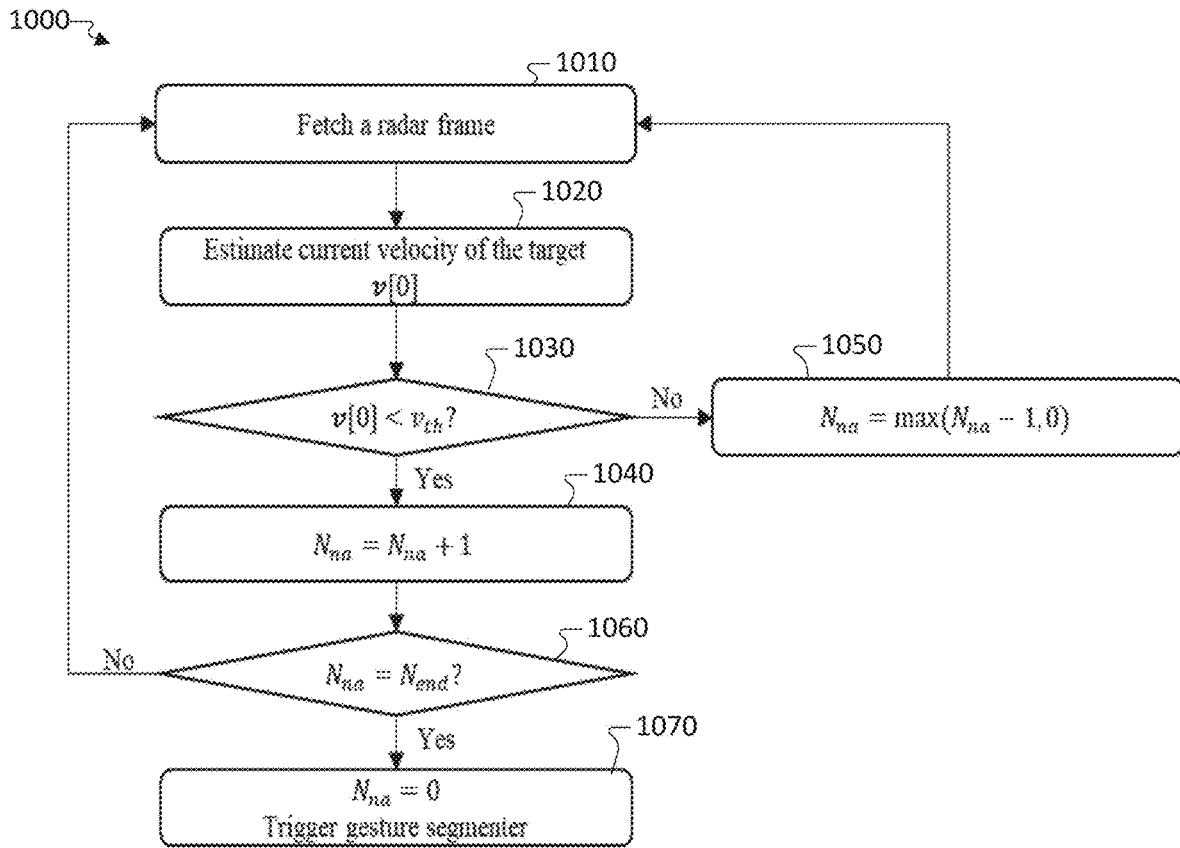 1000
1010
Fetch a radar frame
1020
Estimate current velocity of the target
v[0]
1030
v[0] < v_th?
No
1050
N_na = max(N_na − 1, 0)
Yes
1040
N_na = N_na + 1
1060
No
N_na = N_end?
Yes
1070
N_na = 0
Trigger gesture segmenter